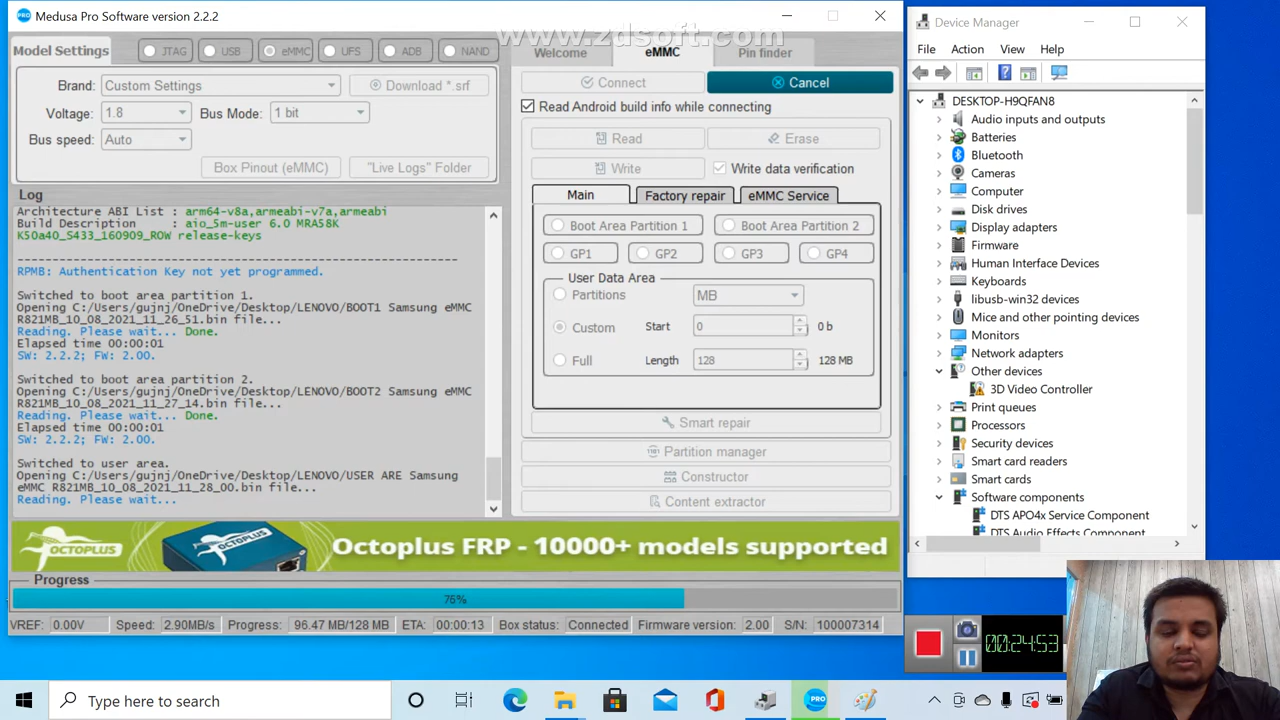 Medusa Pro Software version 2.2.2
www.zdsoft.com
Model Settings
JTAG
USB
eMMC
UFS
ADB
NAND
Brand: Custom Settings
Download *.srf
Voltage: 1.8
Bus Mode: 1 bit
Bus speed: Auto
Box Pinout (eMMC)
"Live Logs" Folder
Log
Architecture ABI List : arm64-v8a,armeabi-v7a,armeabi
Build Description : aio_5m-user 6.0 MRA58K
K50a40_S433_160909_ROW release-keys
----------------------------------------------------------------
RPMB: Authentication Key not yet programmed.
Switched to boot area partition 1.
Opening C:/Users/gujnj/OneDrive/Desktop/LENOVO/BOOT1 Samsung eMMC
R821MB_10_08_2021_11_26_51.bin file...
Reading. Please wait... Done.
Elapsed time 00:00:01
SW: 2.2.2; FW: 2.00.
Switched to boot area partition 2.
Opening C:/Users/gujnj/OneDrive/Desktop/LENOVO/BOOT2 Samsung eMMC
R821MB_10_08_2021_11_27_14.bin file...
Reading. Please wait... Done.
Elapsed time 00:00:01
SW: 2.2.2; FW: 2.00.
Switched to user area.
Opening C:/Users/gujnj/OneDrive/Desktop/LENOVO/USER ARE Samsung
eMMC R821MB_10_08_2021_11_28_00.bin file...
Reading. Please wait...
Welcome
eMMC
Pin finder
Connect
Cancel
Read Android build info while connecting
Read
Erase
Write
Write data verification
Main
Factory repair
eMMC Service
Boot Area Partition 1
Boot Area Partition 2
GP1
GP2
GP3
GP4
User Data Area
Partitions
MB
Custom
Start 0 0 b
Full
Length 128 128 MB
Smart repair
Partition manager
Constructor
Content extractor
OCTOPLUS
Octoplus FRP - 10000+ models supported
Progress
76%
VREF: 0.00V Speed: 2.90MB/s Progress: 96.47 MB/128 MB ETA: 00:00:13 Box status: Connected Firmware version: 2.00 S/N: 100007314
Device Manager
File Action View Help
DESKTOP-H9QFAN8
Audio inputs and outputs
Batteries
Bluetooth
Cameras
Computer
Disk drives
Display adapters
Firmware
Human Interface Devices
Keyboards
libusb-win32 devices
Mice and other pointing devices
Monitors
Network adapters
Other devices
3D Video Controller
Print queues
Processors
Security devices
Smart card readers
Smart cards
Software components
DTS APO4x Service Component
DTS Audio Effects Component
00:24:53
Type here to search
PRO